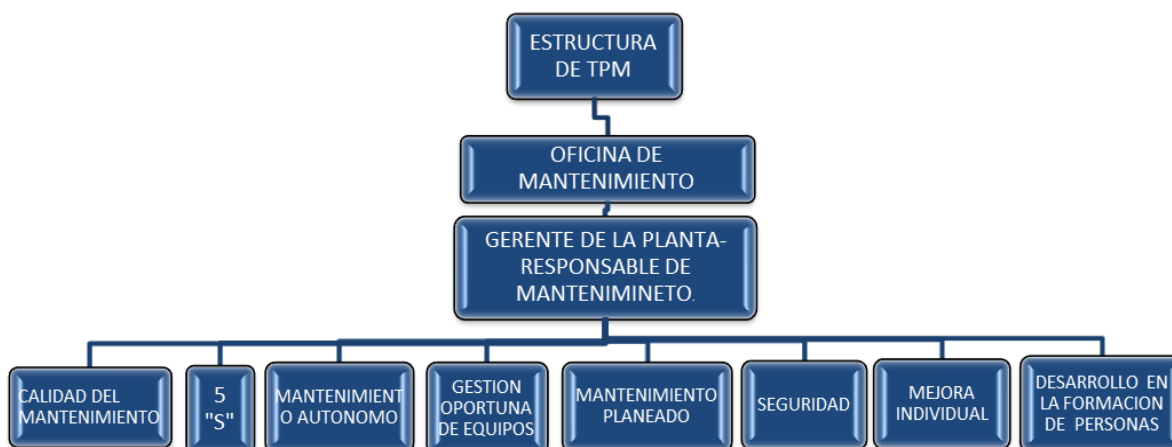 ESTRUCTURA
DE TPM
OFICINA DE
MANTENIMIENTO
GERENTE DE LA PLANTA-
RESPONSABLE DE
MANTENIMINETO.
CALIDAD DEL
MANTENIMIENTO
5
"S"
MANTENIMIENT
O AUTONOMO
GESTION
OPORTUNA
DE EQUIPOS
MANTENIMIENTO
PLANEADO
SEGURIDAD
MEJORA
INDIVIDUAL
DESARROLLO EN
LA FORMACION
DE PERSONAS